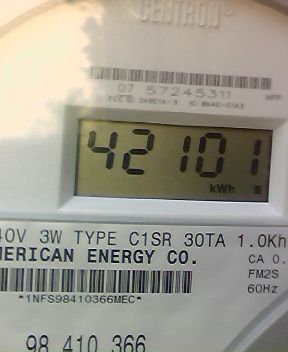 CENTRON®
07 57245311
42101
kWh
40V 3W TYPE C1SR 30TA 1.0Kh
MERICAN ENERGY CO.
CA 0.
FM2S
60Hz
*1NFS98410366MEC*
98 410 366